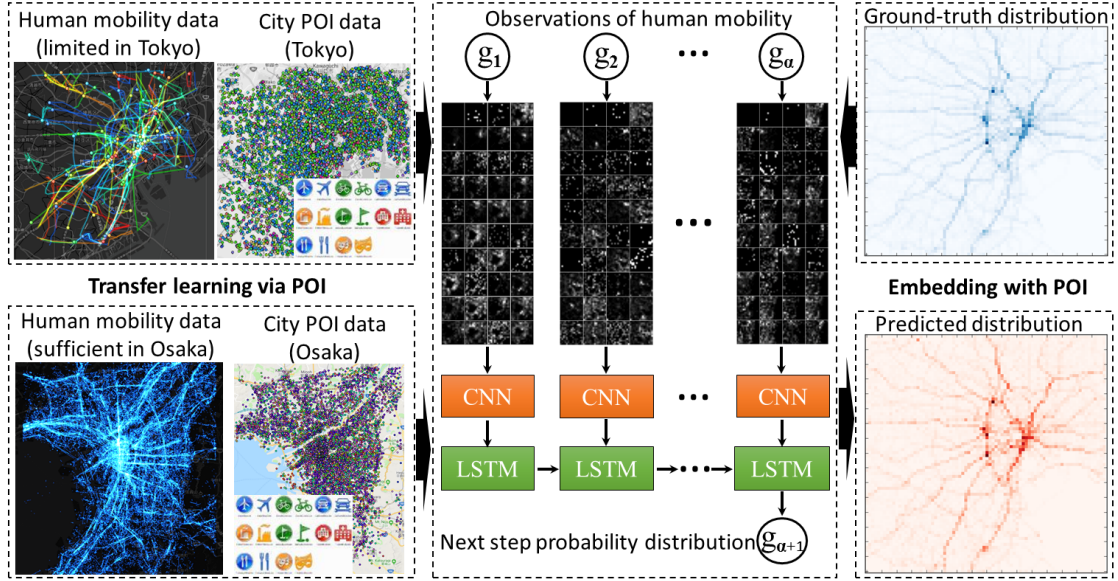 Human mobility data
(limited in Tokyo)
City POI data
(Tokyo)
Transfer learning via POI
Human mobility data
(sufficient in Osaka)
City POI data
(Osaka)
Observations of human mobility
g1
g2
...
gα
CNN
CNN
...
CNN
LSTM
LSTM
...
LSTM
Next step probability distribution
gα+1
Ground-truth distribution
Embedding with POI
Predicted distribution